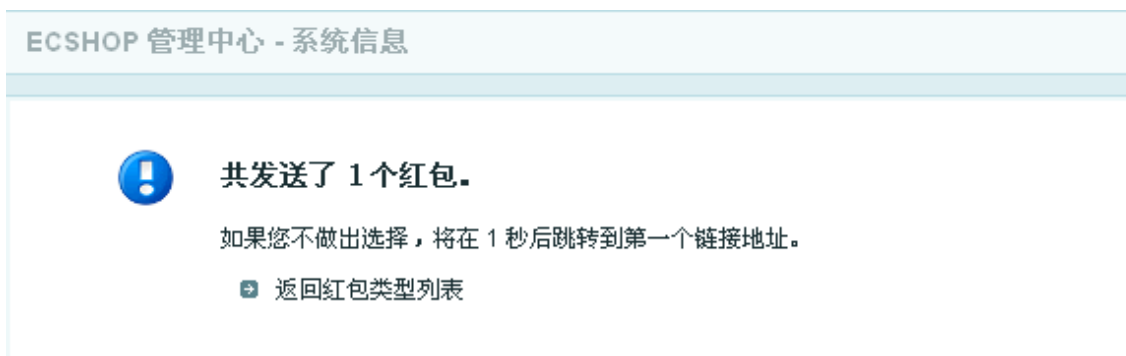 ECSHOP 管理中心 - 系统信息
共发送了 1 个红包。
如果您不做出选择，将在 1 秒后跳转到第一个链接地址。
返回红包类型列表